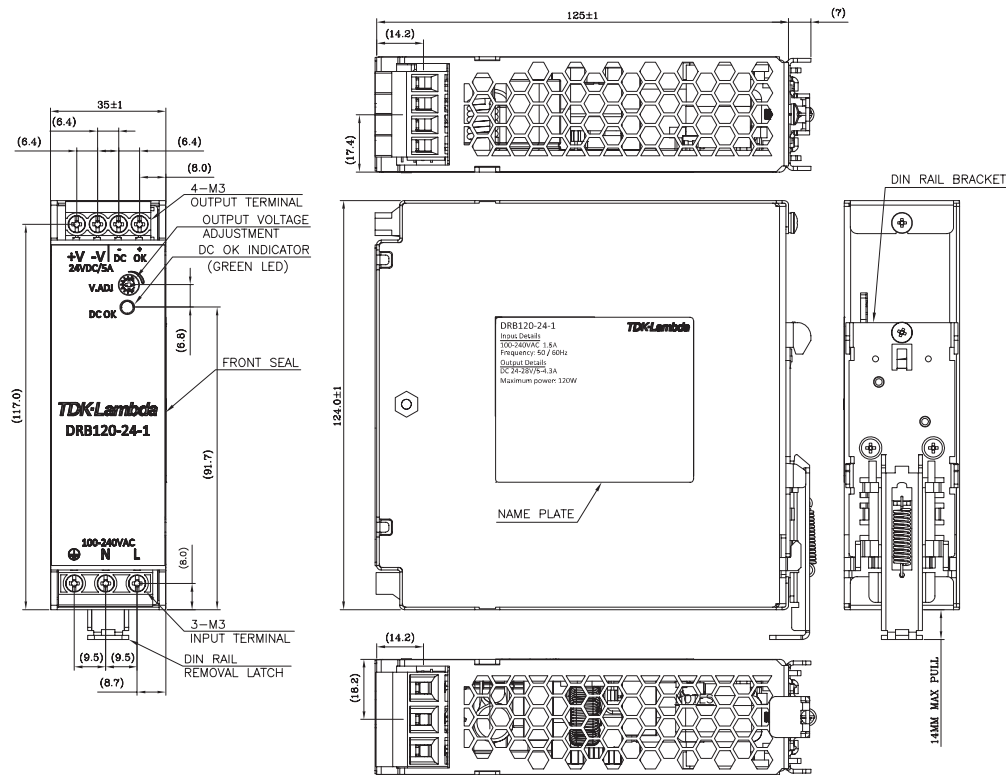 125±1
(7)
(14.2)
(17.4)
35±1
(6.4)
(6.4)
(6.4)
(8.0)
4-M3
OUTPUT TERMINAL
OUTPUT VOLTAGE
ADJUSTMENT
DC OK INDICATOR
(GREEN LED)
+V -V - DC + OK
24VDC/5A
V.ADJ
DC OK
(6.8)
FRONT SEAL
(117.0)
TDK-Lambda
DRB120-24-1
(91.7)
100-240VAC
N L
(8.0)
3-M3
INPUT TERMINAL
DIN RAIL
REMOVAL LATCH
(9.5)
(9.5)
(8.7)
124.0±1
DRB120-24-1
TDK-Lambda
Input Details
100-240VAC 1.5A
Frequency: 50 / 60Hz
Output Details
DC 24-28V/5-4.3A
Maximum power: 120W
NAME PLATE
DIN RAIL BRACKET
14MM MAX PULL
(14.2)
(18.2)